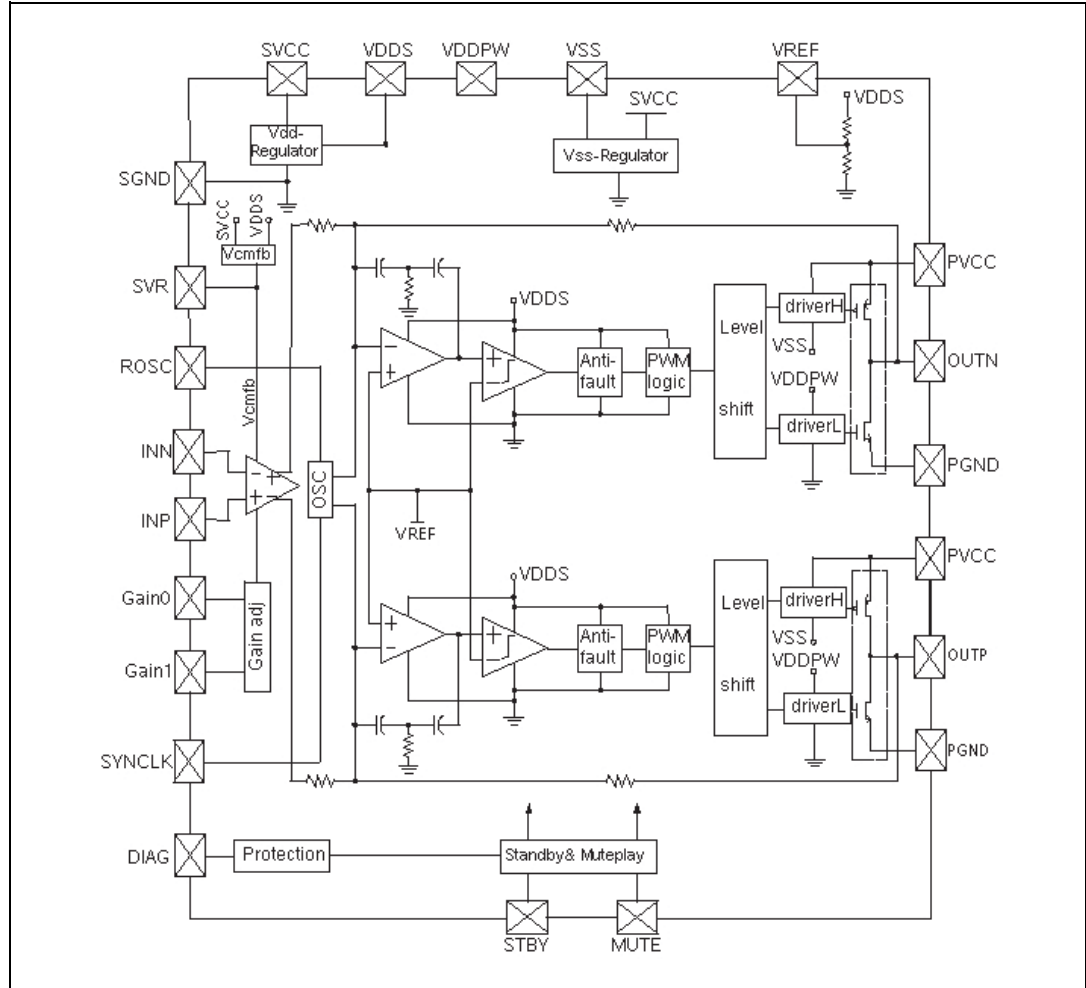 SVCC
VDDS
VDDPW
VSS
VREF
SVCC
VDDS
Vdd-
Regulator
Vss-Regulator
SGND
SVCC
VDDS
Vcmfb
SVR
PVCC
VDDS
driverH
Level
shift
VSS
Anti-
fault
PWM
logic
ROSC
OUTN
VDDPW
Vcmfb
driverL
INN
OSC
PGND
INP
VREF
PVCC
VDDS
Gain0
Gain adj
Level
shift
driverH
Anti-
fault
PWM
logic
VSS
VDDPW
Gain1
OUTP
driverL
SYNCLK
PGND
DIAG
Protection
Standby& Muteplay
STBY
MUTE